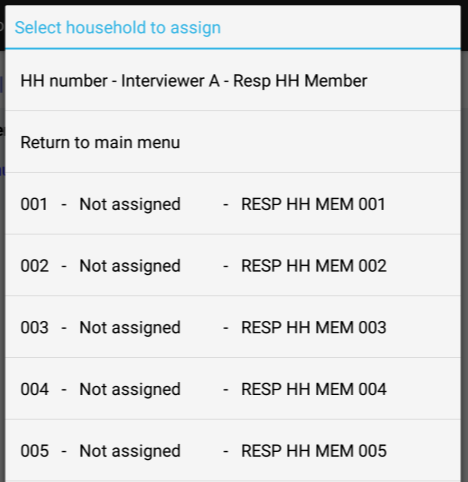 Select household to assign
HH number - Interviewer A - Resp HH Member
Return to main menu
001 - Not assigned - RESP HH MEM 001
002 - Not assigned - RESP HH MEM 002
003 - Not assigned - RESP HH MEM 003
004 - Not assigned - RESP HH MEM 004
005 - Not assigned - RESP HH MEM 005